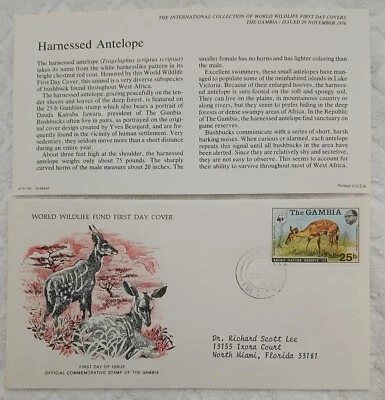 THE INTERNATIONAL COLLECTION OF WORLD WILDLIFE FIRST DAY COVERS
THE GAMBIA / ISSUED 29 NOVEMBER 1976
Harnessed Antelope
The harnessed antelope (Tragelaphus scriptus scriptus)
takes its name from the white harnesslike pattern in its
bright chestnut red coat. Honored by this World Wildlife
First Day Cover, this animal is a very diverse subspecies
of bushbuck found throughout West Africa.
The harnessed antelope, grazing peacefully on the ten-
der shoots and leaves of the deep forest, is featured on
the 25-b Gambian stamp which also bears a portrait of
Dauda Kairaba Jawara, president of The Gambia.
Bushbucks often live in pairs, as portrayed on the origi-
nal cover design created by Yves Beaujard, and are fre-
quently found in the vicinity of human settlement. Very
sedentary, they seldom move more than a short distance
during an entire year.
About three feet high at the shoulder, the harnessed
antelope weighs only about 75 pounds. The sharply
curved horns of the male measure about 20 inches. The
smaller female has no horns and has lighter coloring than
the male.
Excellent swimmers, these small antelopes have man-
aged to populate some of the uninhabited islands in Lake
Victoria. Because of their enlarged hooves, the harness-
ed antelope is sure-footed on the soft and spongy soil.
They can live on the plains, in mountainous country or
along rivers, but they seem to prefer hiding in the deep
forests or dense swampy areas of Africa. In the Republic
of The Gambia, the harnessed antelope find sanctuary on
game reserves.
Bushbucks communicate with a series of short, harsh
barking noises. When curious or alarmed, each antelope
repeats this signal until all bushbucks in the area have
been alerted. Since they are relatively shy and secretive,
they are not easy to observe. This seems to account for
their ability to survive throughout much of West Africa.
Printed in U.S.A.
WORLD WILDLIFE FUND FIRST DAY COVER
The GAMBIA
ABUKO NATURE RESERVE
25b
Dr. Richard Scott Lee
13155 Ixora Court
North Miami, Florida 33181
FIRST DAY OF ISSUE
OFFICIAL COMMEMORATIVE STAMP OF THE GAMBIA